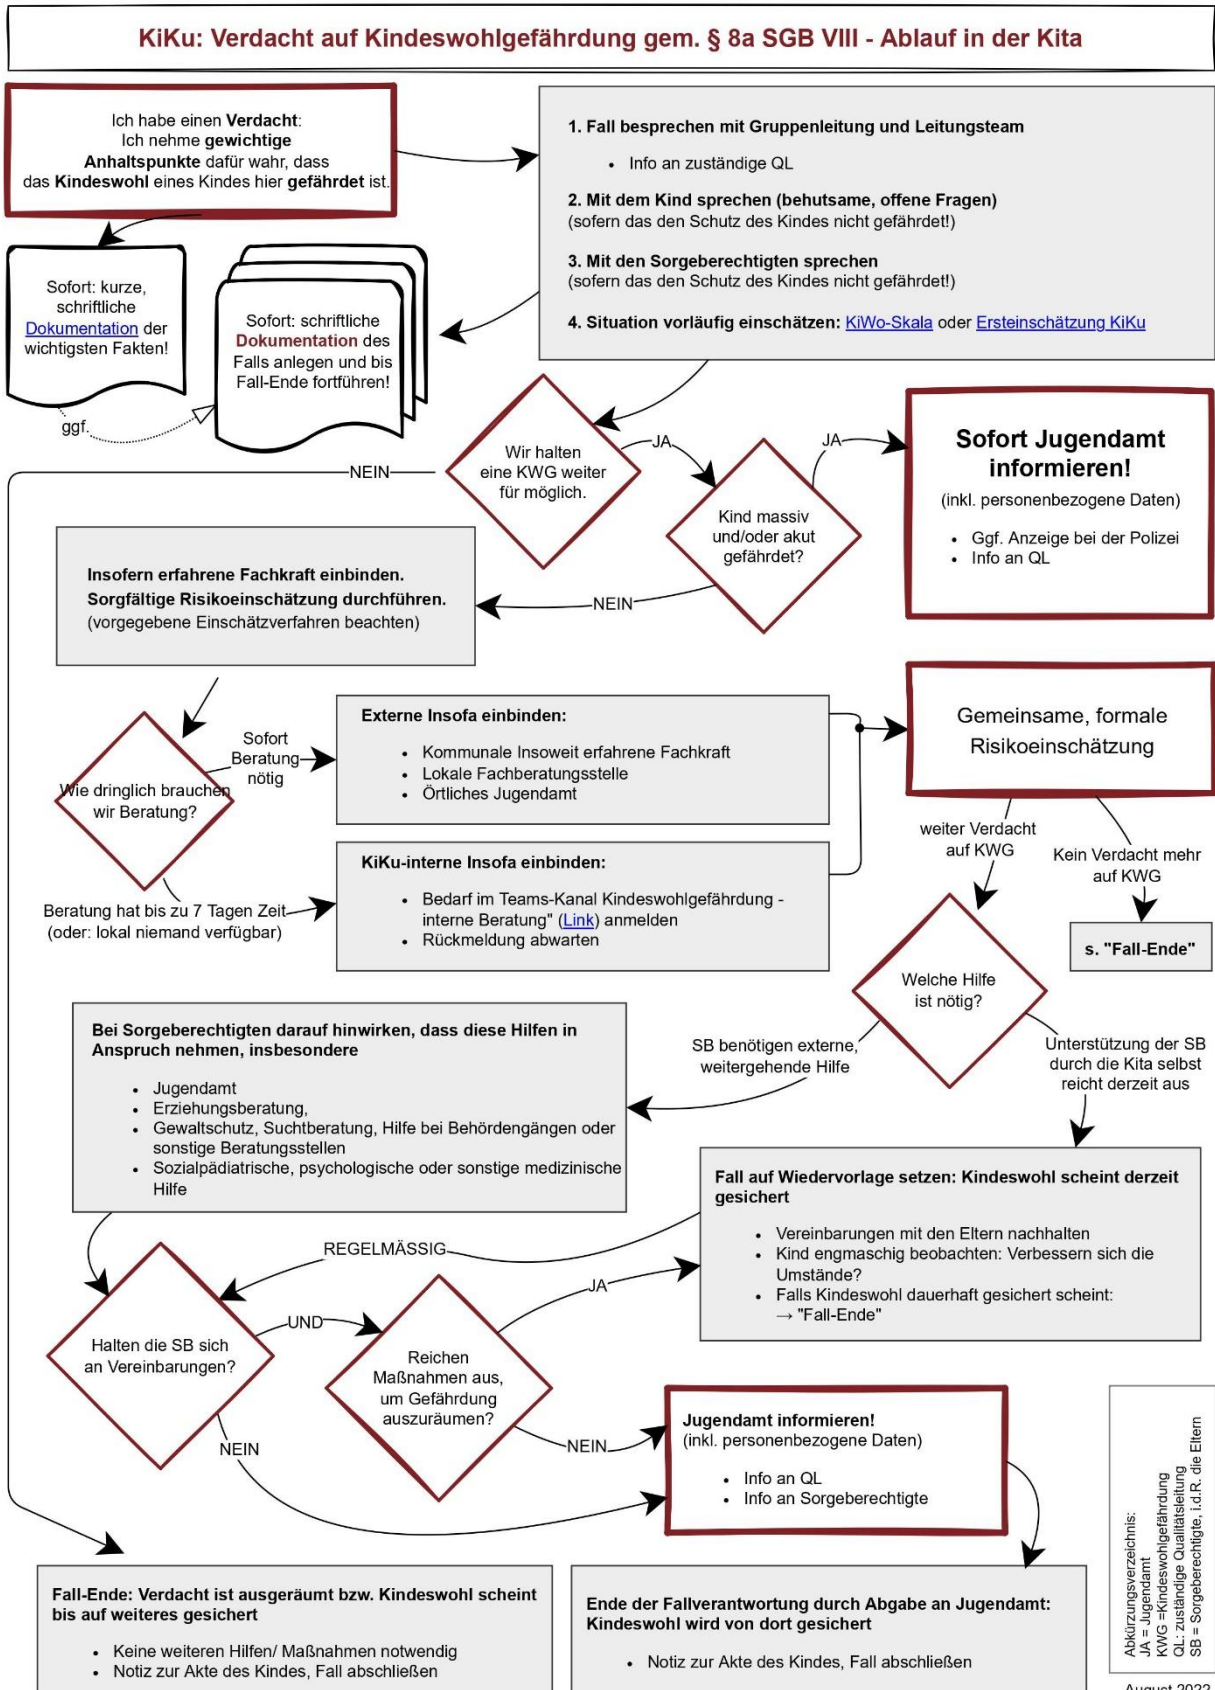 KiKu: Verdacht auf Kindeswohlgefährdung gem. § 8a SGB VIII - Ablauf in der Kita
Ich habe einen Verdacht:
Ich nehme gewichtige
Anhaltspunkte dafür wahr, dass
das Kindeswohl eines Kindes hier gefährdet ist.
1. Fall besprechen mit Gruppenleitung und Leitungsteam
• Info an zuständige QL
2. Mit dem Kind sprechen (behutsame, offene Fragen)
(sofern das den Schutz des Kindes nicht gefährdet!)
3. Mit den Sorgeberechtigten sprechen
(sofern das den Schutz des Kindes nicht gefährdet!)
4. Situation vorläufig einschätzen: KiWo-Skala oder Ersteinschätzung KiKu
Sofort: kurze,
schriftliche
Dokumentation der
wichtigsten Fakten!
Sofort: schriftliche
Dokumentation des
Falls anlegen und bis
Fall-Ende fortführen!
ggf.
Wir halten
eine KWG weiter
für möglich.
NEIN
JA
Kind massiv
und/oder akut
gefährdet?
JA
Sofort Jugendamt
informieren!
(inkl. personenbezogene Daten)
• Ggf. Anzeige bei der Polizei
• Info an QL
NEIN
Insofern erfahrene Fachkraft einbinden.
Sorgfältige Risikoeinschätzung durchführen.
(vorgegebene Einschätzverfahren beachten)
Wie dringlich brauchen
wir Beratung?
Sofort
Beratung
nötig
Externe Insofa einbinden:
• Kommunale Insoweit erfahrene Fachkraft
• Lokale Fachberatungsstelle
• Örtliches Jugendamt
Beratung hat bis zu 7 Tagen Zeit
(oder: lokal niemand verfügbar)
KiKu-interne Insofa einbinden:
• Bedarf im Teams-Kanal Kindeswohlgefährdung -
interne Beratung" (Link) anmelden
• Rückmeldung abwarten
Gemeinsame, formale
Risikoeinschätzung
weiter Verdacht
auf KWG
Kein Verdacht mehr
auf KWG
s. "Fall-Ende"
Welche Hilfe
ist nötig?
SB benötigen externe,
weitergehende Hilfe
Unterstützung der SB
durch die Kita selbst
reicht derzeit aus
Bei Sorgeberechtigten darauf hinwirken, dass diese Hilfen in
Anspruch nehmen, insbesondere
• Jugendamt
• Erziehungsberatung,
• Gewaltschutz, Suchtberatung, Hilfe bei Behördengängen oder
sonstige Beratungsstellen
• Sozialpädiatrische, psychologische oder sonstige medizinische
Hilfe
Fall auf Wiedervorlage setzen: Kindeswohl scheint derzeit
gesichert
• Vereinbarungen mit den Eltern nachhalten
• Kind engmaschig beobachten: Verbessern sich die
Umstände?
• Falls Kindeswohl dauerhaft gesichert scheint:
→ "Fall-Ende"
REGELMÄSSIG
Halten die SB sich
an Vereinbarungen?
UND
Reichen
Maßnahmen aus,
um Gefährdung
auszuräumen?
JA
NEIN
NEIN
Jugendamt informieren!
(inkl. personenbezogene Daten)
• Info an QL
• Info an Sorgeberechtigte
Fall-Ende: Verdacht ist ausgeräumt bzw. Kindeswohl scheint
bis auf weiteres gesichert
• Keine weiteren Hilfen/ Maßnahmen notwendig
• Notiz zur Akte des Kindes, Fall abschließen
Ende der Fallverantwortung durch Abgabe an Jugendamt:
Kindeswohl wird von dort gesichert
• Notiz zur Akte des Kindes, Fall abschließen
Abkürzungsverzeichnis:
JA = Jugendamt
KWG =Kindeswohlgefährdung
QL: zuständige Qualitätsleitung
SB = Sorgeberechtigte, i.d.R. die Eltern
August 2022